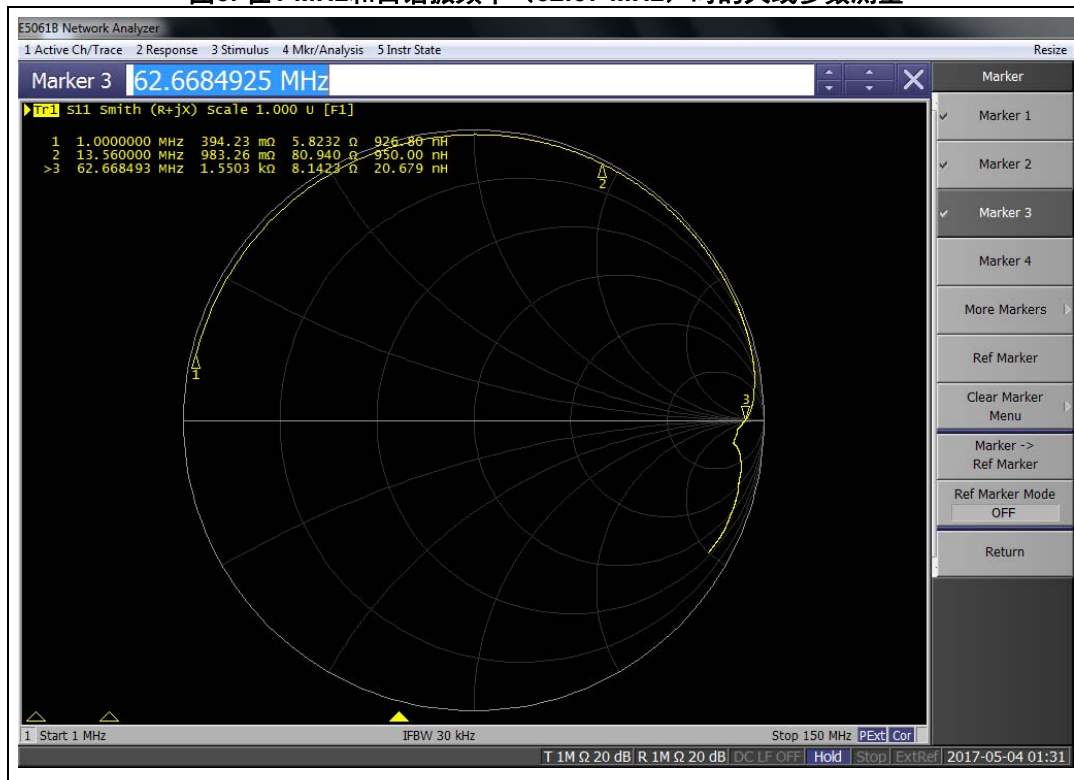 E5061B Network Analyzer
1 Active Ch/Trace 2 Response 3 Stimulus 4 Mkr/Analysis 5 Instr State Resize
Marker 3 62.6684925 MHz
Marker
Tr1 S11 Smith (R+jX) Scale 1.000 U [F1]
1 1.0000000 MHz 394.23 mΩ 5.8232 Ω 926.80 nH
2 13.560000 MHz 983.26 mΩ 80.940 Ω 950.00 nH
>3 62.668493 MHz 1.5503 kΩ 8.1423 Ω 20.679 nH
1
2
3
Marker 1
Marker 2
Marker 3
Marker 4
More Markers
Ref Marker
Clear Marker
Menu
Marker ->
Ref Marker
Ref Marker Mode
OFF
Return
1 Start 1 MHz IFBW 30 kHz Stop 150 MHz PExt Cor
T 1M Ω 20 dB R 1M Ω 20 dB DC LF OFF Hold Stop ExtRef 2017-05-04 01:31